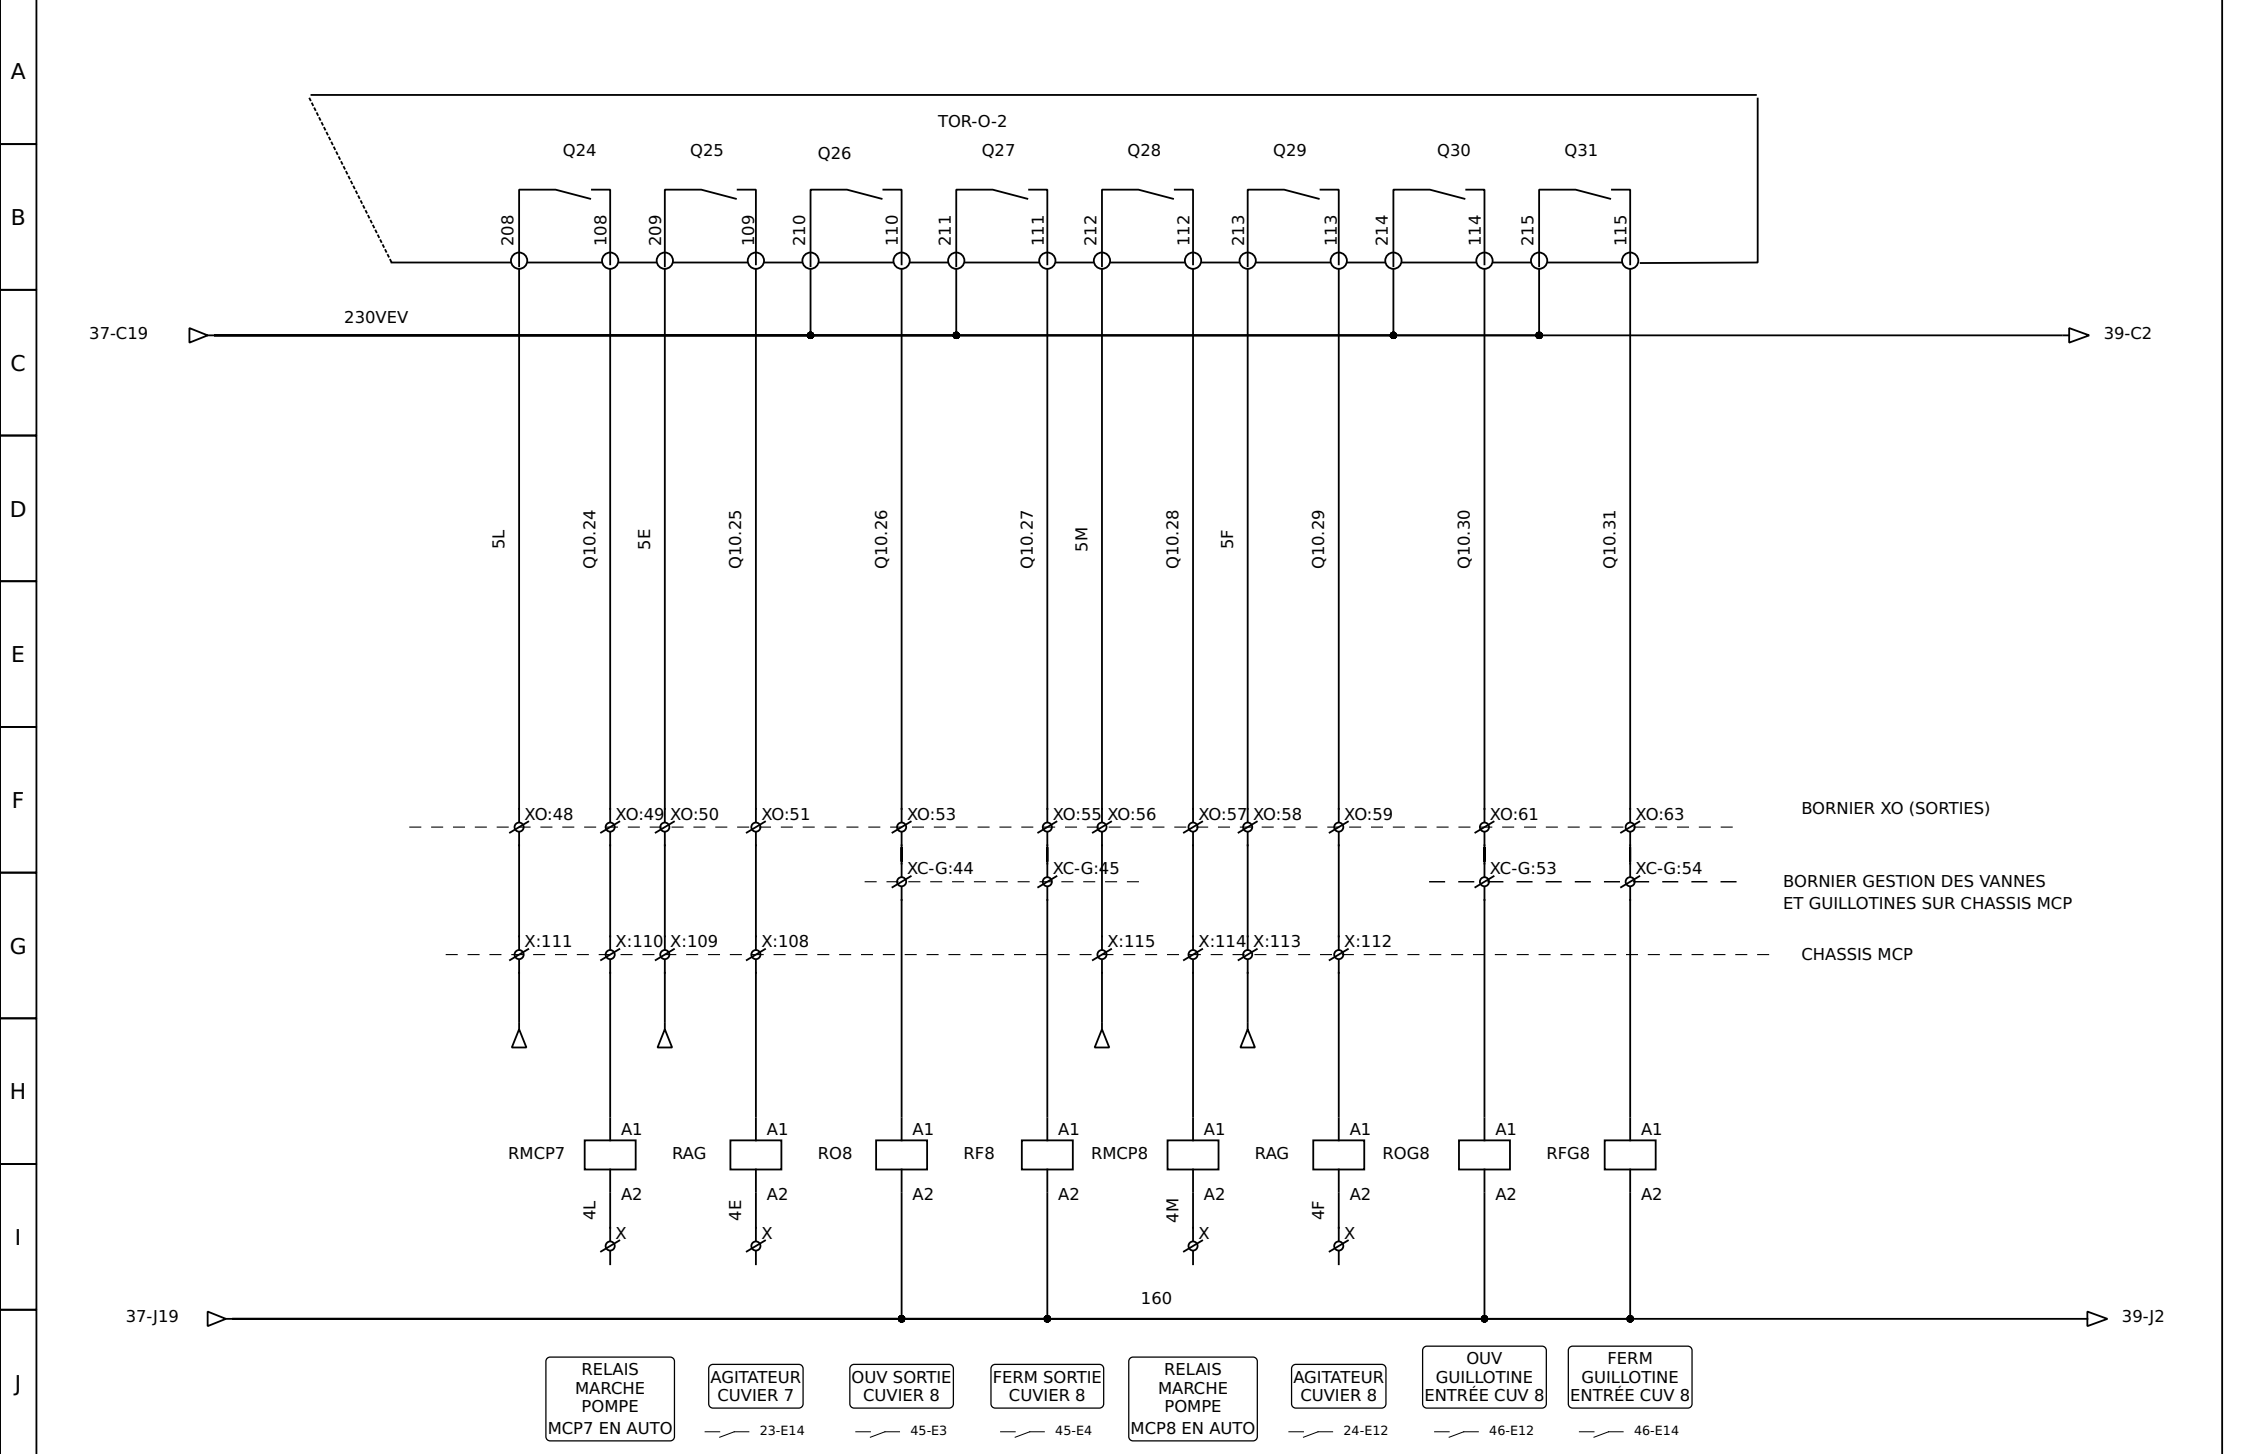 A
TOR-O-2
Q24 Q25 Q26 Q27 Q28 Q29 Q30 Q31
B
208 108 209 109 210 110 211 111 212 112 213 113 214 114 215 115
230VEV
37-C19 39-C2
C
D
5L Q10.24 5E Q10.25 Q10.26 Q10.27 5M Q10.28 5F Q10.29 Q10.30 Q10.31
E
F
XO:48 XO:49 XO:50 XO:51 XO:53 XO:55 XO:56 XO:57 XO:58 XO:59 XO:61 XO:63 BORNIER XO (SORTIES)
XC-G:44 XC-G:45 XC-G:53 XC-G:54 BORNIER GESTION DES VANNES
ET GUILLOTINES SUR CHASSIS MCP
G
X:111 X:110 X:109 X:108 X:115 X:114 X:113 X:112 CHASSIS MCP
H
A1 A1 A1 A1 A1 A1 A1 A1
RMCP7 RAG RO8 RF8 RMCP8 RAG ROG8 RFG8
A2 A2 A2 A2 A2 A2 A2 A2
4L 4E 4M 4F
I
X X X X
160
37-J19 39-J2
J
RELAIS
MARCHE
POMPE
MCP7 EN AUTO
AGITATEUR
CUVIER 7
23-E14
OUV SORTIE
CUVIER 8
45-E3
FERM SORTIE
CUVIER 8
45-E4
RELAIS
MARCHE
POMPE
MCP8 EN AUTO
AGITATEUR
CUVIER 8
24-E12
OUV
GUILLOTINE
ENTRÉE CUV 8
46-E12
FERM
GUILLOTINE
ENTRÉE CUV 8
46-E14